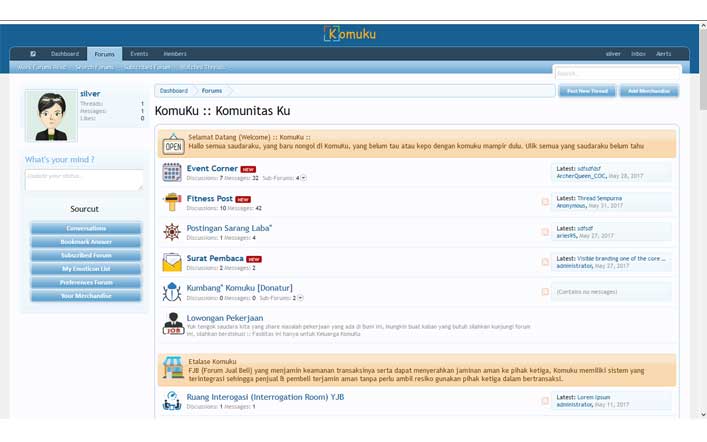 Komuku
Dashboard
Forums
Events
Members
silver
Inbox
Alerts
Mark Forums Read
Search Forums
Subscribed Forum
Watched Threads
Search...
silver
Threads: 1
Messages: 1
Likes: 0
What's your mind ?
Update your status...
Sourcut
Conversations
Bookmark Answer
Subscribed Forum
My Emoticon List
Preferences Forum
Your Merchandise
Dashboard
Forums
Post New Thread
Add Merchandise
KomuKu :: Komunitas Ku
OPEN
Selamat Datang (Welcome) :: KomuKu ::
Hallo semua saudaraku, yang baru nongol di KomuKu, yang belum tau atau kepo dengan komuku mampir dulu. Ulik semua yang saudaraku belum tahu
Event Corner NEW
Discussions: 7 Messages: 32 Sub-Forums: 4
Latest: sdfsdfdsf
ArcherQueen_COC, May 28, 2017
Fitness Post NEW
Discussions: 10 Messages: 42
Latest: Thread Sempurna
Anonymous, May 31, 2017
Postingan Sarang Laba"
Discussions: 1 Messages: 4
Latest: sdfsdf
aries95, May 27, 2017
Surat Pembaca NEW
Discussions: 2 Messages: 2
Latest: Visible branding one of the core ...
administrator, May 27, 2017
Kumbang" Komuku [Donatur]
Discussions: 0 Messages: 0 Sub-Forums: 2
(Contains no messages)
JOB
Lowongan Pekerjaan
Yuk tengok saudara kita yang share masalah pekerjaan yang ada di bumi ini, mungkin buat kalian yang butuh silahkan kunjungi forum
ini, silahkan berdiskusi :: Fasilitas ini hanya untuk Keluarga KomuKu
Etalase Komuku
FJB (Forum Jual Beli) yang menjamin keamanan transaksinya serta dapat menyerahkan jaminan aman ke pihak ketiga, Komuku memiliki sistem yang
terintegrasi sehingga penjual & pembeli terjamin aman tanpa perlu ambil resiko gunakan pihak ketiga dalam bertransaksi.
Ruang Interogasi (Interrogation Room) YJB
Discussions: 1 Messages: 1
Latest: Lorem Ipsum
administrator, May 11, 2017